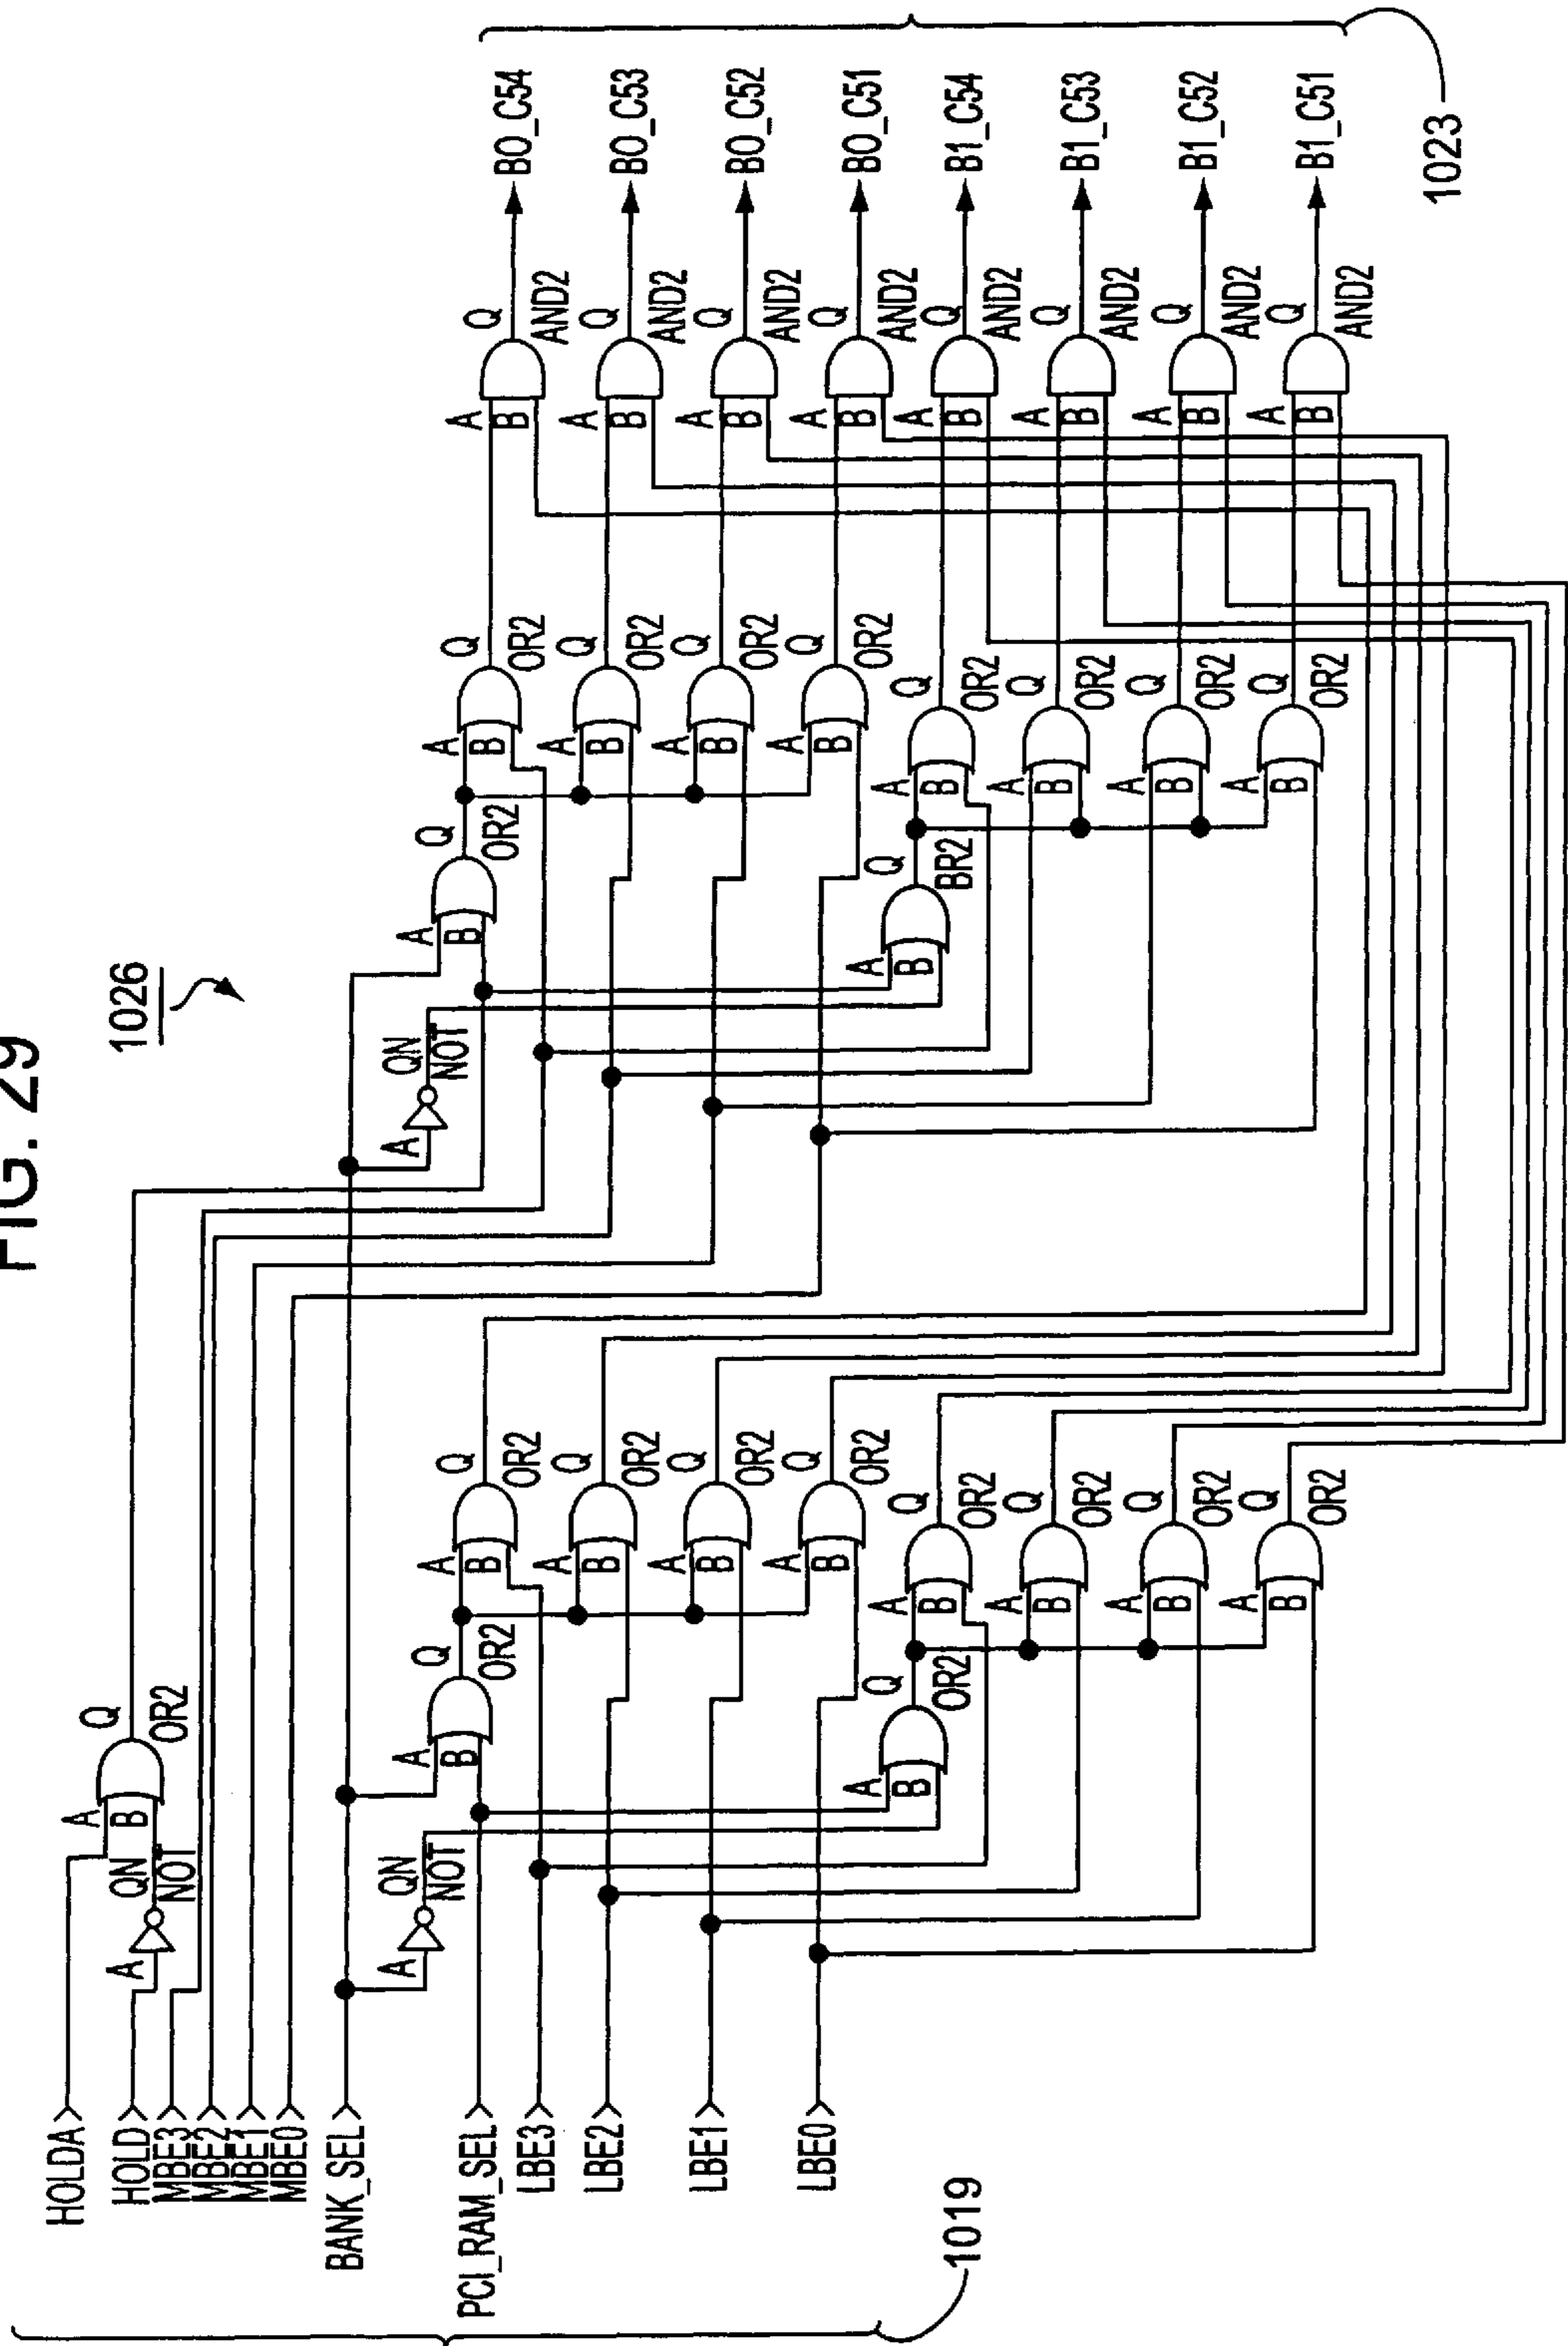 FIG. 29
1026
HOLDA
HOLD
MBE3
MBE2
MBE1
MBE0
BANK_SEL
PCI_RAM_SEL
LBE3
LBE2
LBE1
LBE0
1019
A
QN
NOT
A
B
Q
OR2
A
QN
NOT
A
B
Q
OR2
A
B
Q
OR2
A
B
Q
OR2
A
B
Q
OR2
A
B
Q
OR2
A
B
Q
OR2
A
B
Q
OR2
A
B
Q
OR2
A
B
Q
OR2
A
B
Q
OR2
A
QN
NOT
A
B
Q
OR2
A
B
Q
BR2
A
B
Q
OR2
A
B
Q
OR2
A
B
Q
OR2
A
B
Q
OR2
A
B
Q
OR2
A
B
Q
OR2
A
B
Q
OR2
A
B
Q
OR2
A
B
Q
AND2
BO_C54
A
B
Q
AND2
BO_C53
A
B
Q
AND2
BO_C52
A
B
Q
AND2
BO_C51
A
B
Q
AND2
B1_C54
A
B
Q
AND2
B1_C53
A
B
Q
AND2
B1_C52
A
B
Q
AND2
B1_C51
1023